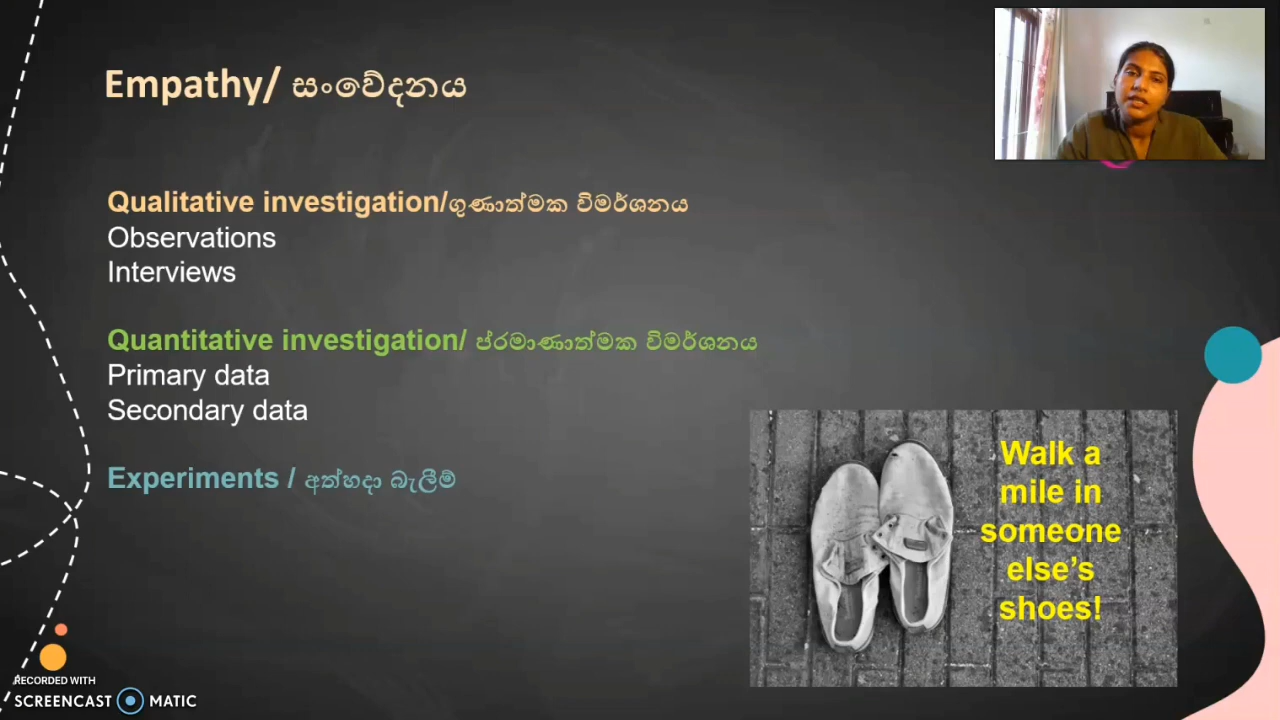 Empathy/ සංවේදනය
Qualitative investigation/ගුණාත්මක විමර්ශනය
Observations
Interviews
Quantitative investigation/ ප්රමාණාත්මක විමර්ශනය
Primary data
Secondary data
Experiments / අත්හදා බැලීම්
Walk a
mile in
someone
else’s
shoes!
RECORDED WITH
SCREENCAST MATIC